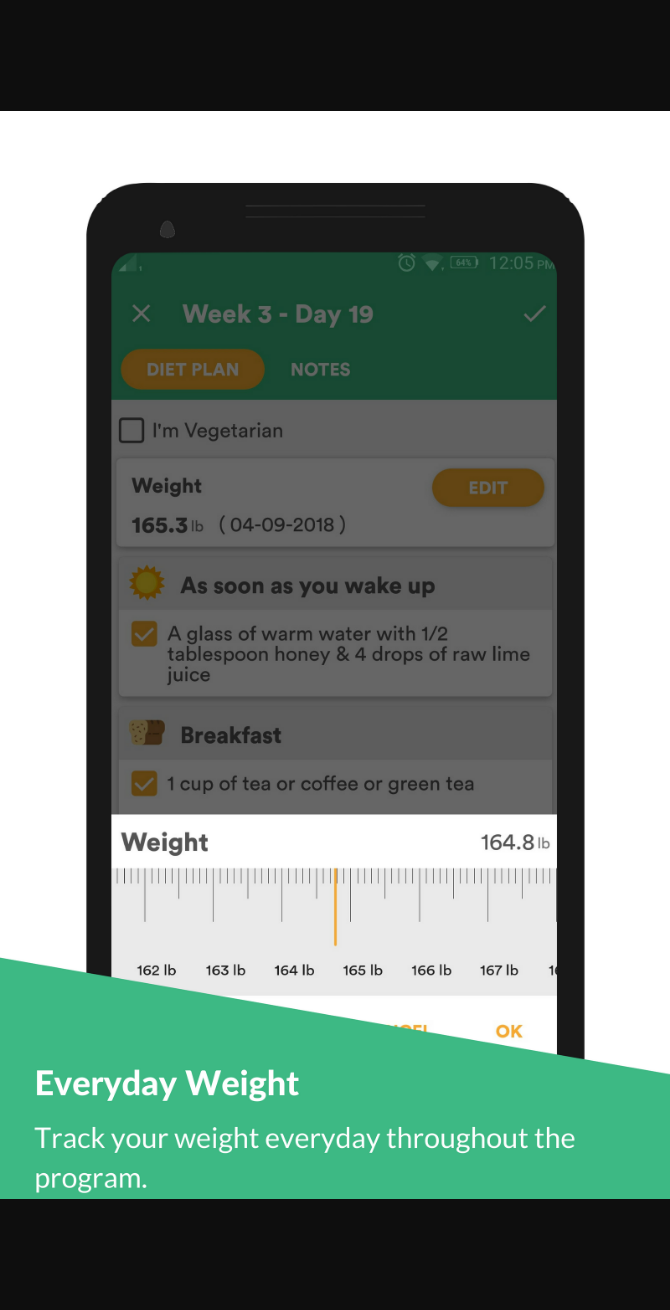 64% 12:05 PM
Week 3 - Day 19
DIET PLAN NOTES
I'm Vegetarian
Weight EDIT
165.3 lb ( 04-09-2018 )
As soon as you wake up
A glass of warm water with 1/2
tablespoon honey & 4 drops of raw lime
juice
Breakfast
1 cup of tea or coffee or green tea
Weight 164.8 lb
162 lb 163 lb 164 lb 165 lb 166 lb 167 lb
OK
Everyday Weight
Track your weight everyday throughout the
program.